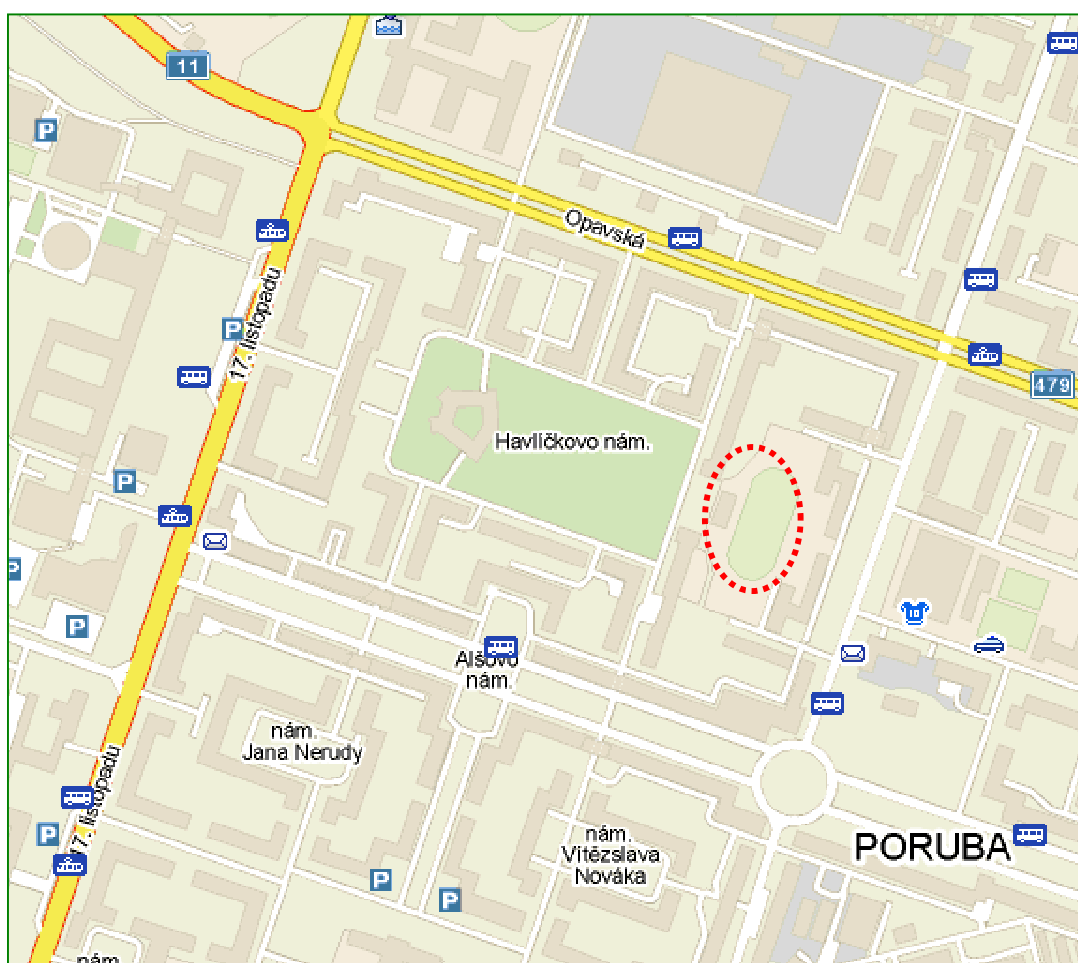 11
P
Opavská
17. listopadu
P
479
Havlíčkovo nám.
P
P
P
10
Alšovo
nám.
nám.
Jana Nerudy
17. listopadu
P
nám.
Vítězslava
Nováka
PORUBA
P
P
nám.